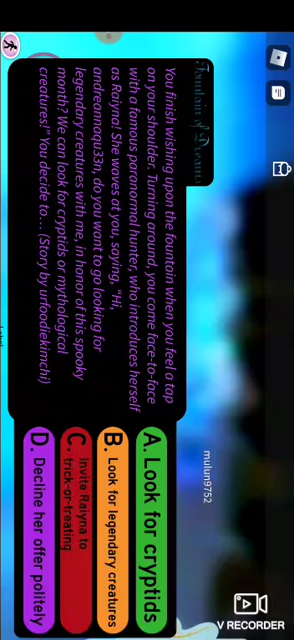 Fountain of Dreams
You finish wishing upon the fountain when you feel a tap
on your shoulder. Turning around, you come face-to-face
with a famous paranormal hunter, who introduces herself
as Raiyna! She waves at you, saying, "Hi,
andreannaqu33n, do you want to go looking for
legendary creatures with me, in honor of this spooky
month? We can look for cryptids or mythological
creatures!" You decide to... (Story by urfoodiekimchi)
A. Look for cryptids
B. Look for legendary creatures
C. Invite Raiyna to
trick-or-treating
D. Decline her offer politely
mulun9752
V RECORDER